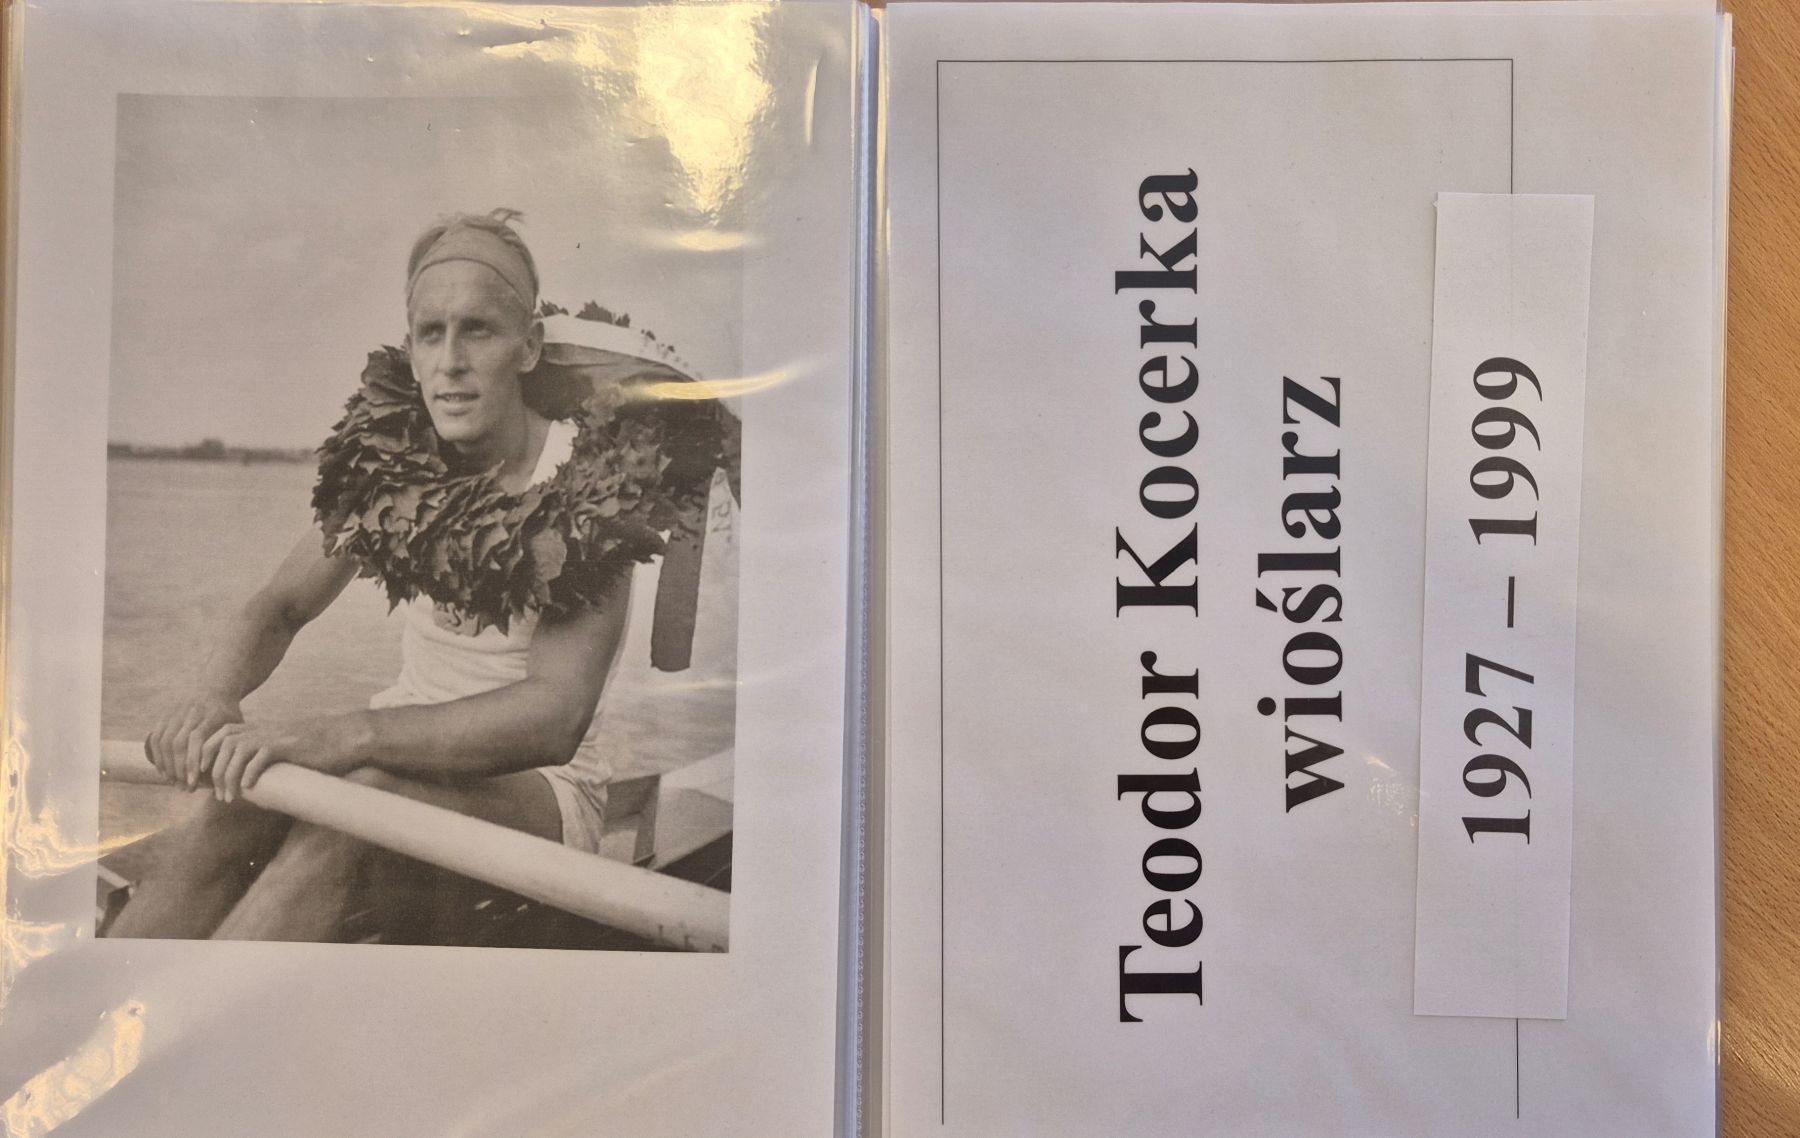 Teodor Kocerka
wioślarz
1927 – 1999